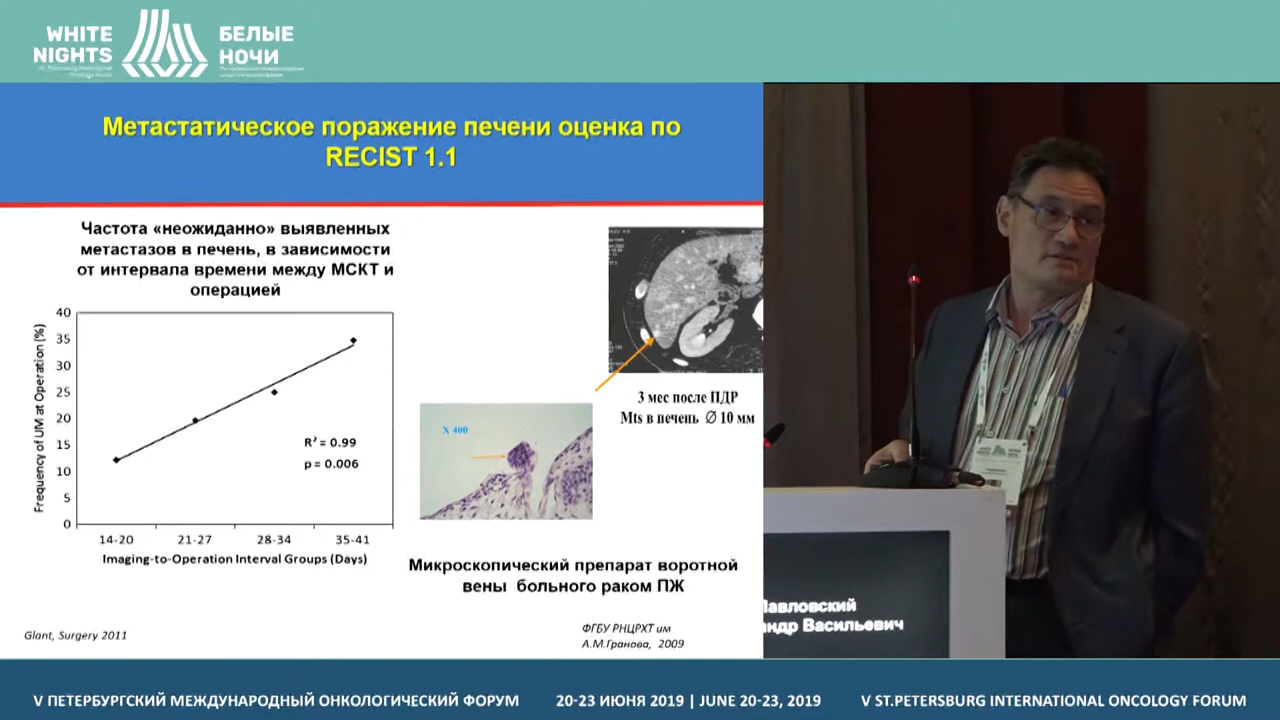 WHITE
NIGHTS
БЕЛЫЕ
НОЧИ
Метастатическое поражение печени оценка по
RECIST 1.1
Частота «неожиданно» выявленных
метастазов в печень, в зависимости
от интервала времени между МСКТ и
операцией
Frequency of UM at Operation (%)
40
35
30
25
20
15
10
5
0
R² = 0.99
p = 0.006
14-20
21-27
28-34
35-41
Imaging-to-Operation Interval Groups (Days)
X 400
3 мес после ПДР
Mts в печень ∅ 10 мм
Микроскопический препарат воротной
вены больного раком ПЖ
Glant, Surgery 2011
ФГБУ РНЦРХТ им
А.М.Гранова, 2009
Павловский
андр Васильевич
V ПЕТЕРБУРГСКИЙ МЕЖДУНАРОДНЫЙ ОНКОЛОГИЧЕСКИЙ ФОРУМ
20-23 ИЮНЯ 2019 | JUNE 20-23, 2019
V ST.PETERSBURG INTERNATIONAL ONCOLOGY FORUM